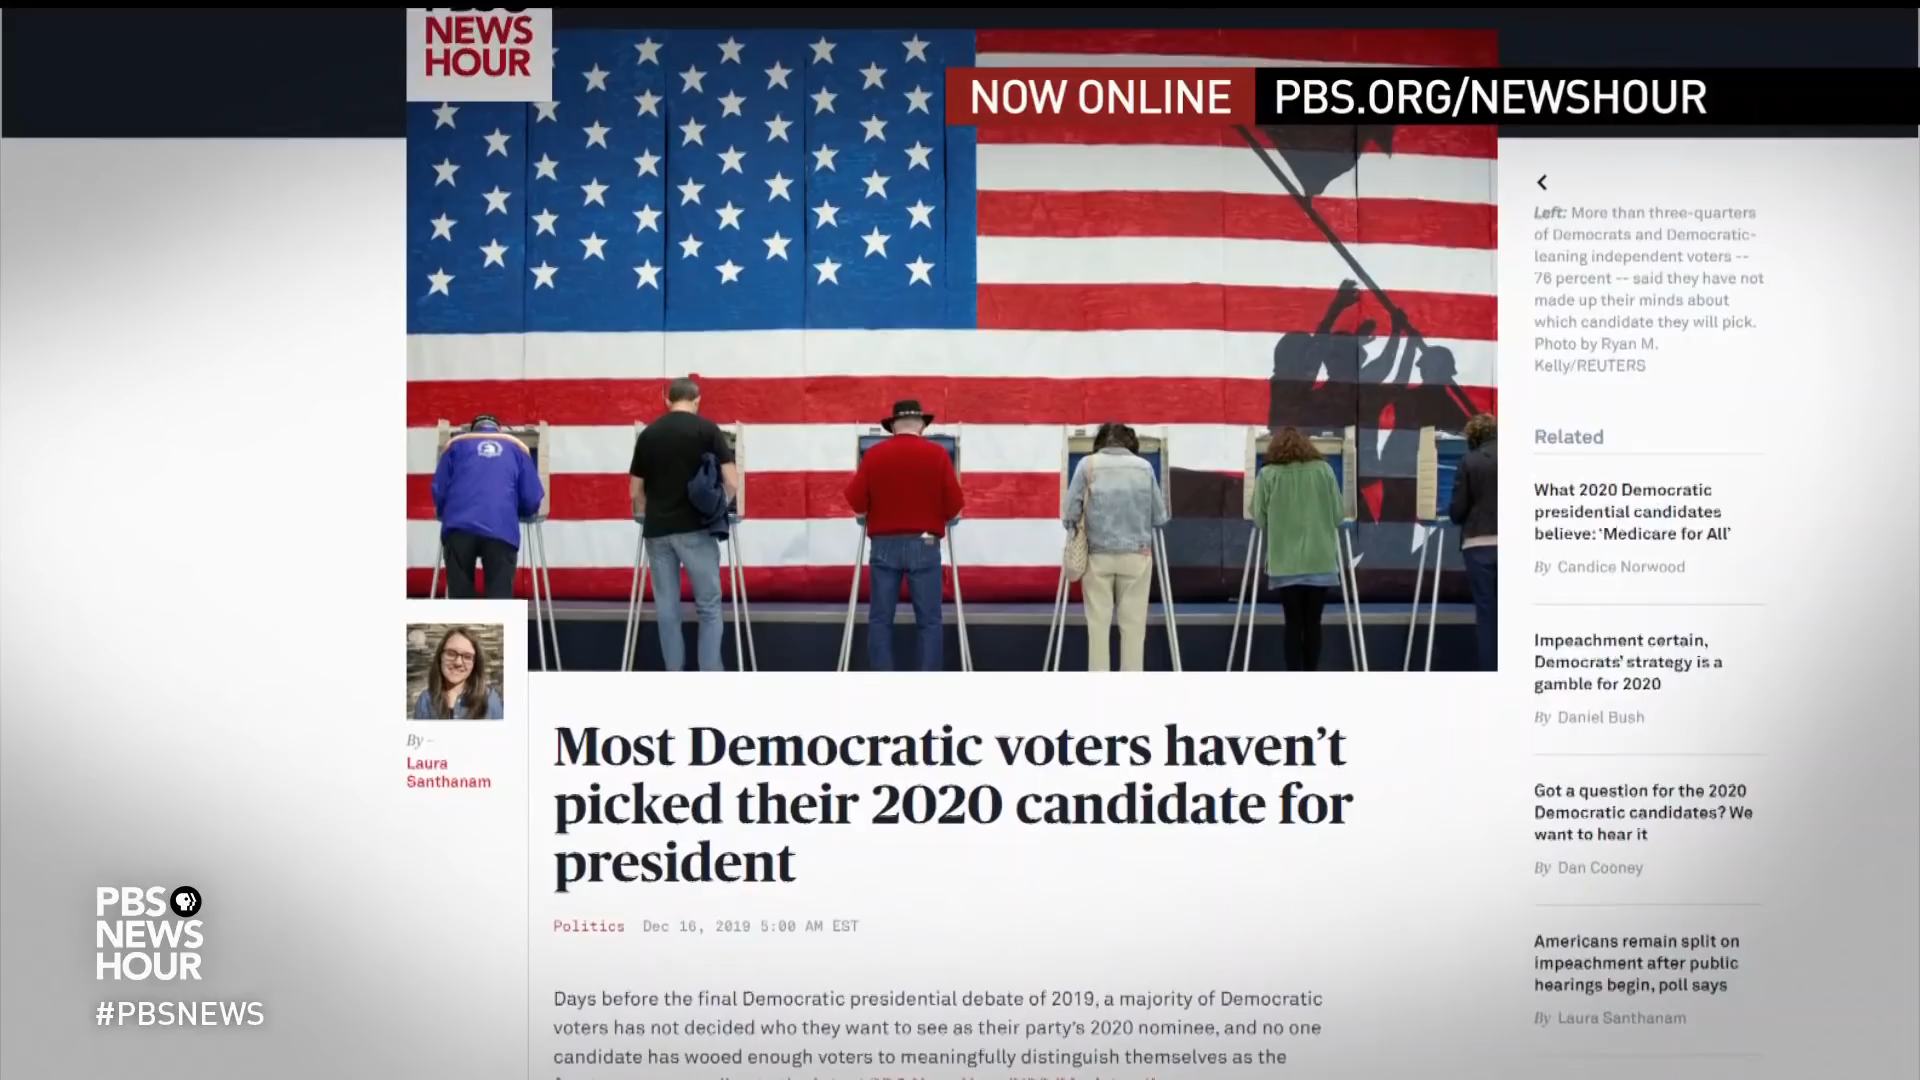 NEWS
HOUR
NOW ONLINE PBS.ORG/NEWSHOUR
Left: More than three-quarters
of Democrats and Democratic-
leaning independent voters --
76 percent -- said they have not
made up their minds about
which candidate they will pick.
Photo by Ryan M.
Kelly/REUTERS
Related
What 2020 Democratic
presidential candidates
believe: ‘Medicare for All’
By Candice Norwood
Impeachment certain,
Democrats’ strategy is a
gamble for 2020
By Daniel Bush
Got a question for the 2020
Democratic candidates? We
want to hear it
By Dan Cooney
Americans remain split on
impeachment after public
hearings begin, poll says
By Laura Santhanam
By –
Laura
Santhanam
Most Democratic voters haven’t
picked their 2020 candidate for
president
Politics Dec 16, 2019 5:00 AM EST
Days before the final Democratic presidential debate of 2019, a majority of Democratic
voters has not decided who they want to see as their party’s 2020 nominee, and no one
candidate has wooed enough voters to meaningfully distinguish themselves as the
PBS
NEWS
HOUR
#PBSNEWS